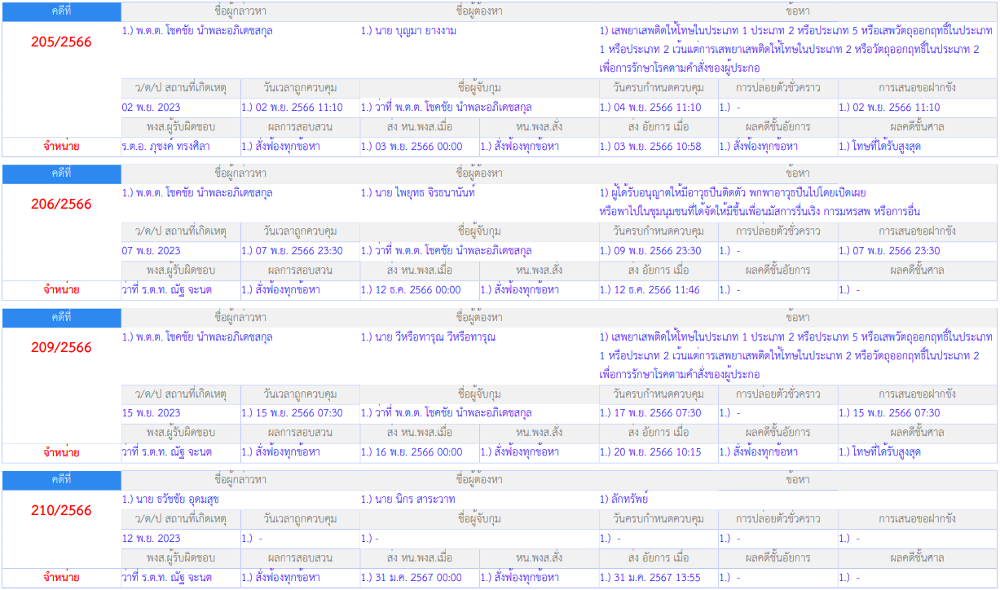 คดีที่ ชื่อผู้กล่าวหา ชื่อผู้ต้องหา ข้อหา
205/2566 1.) พ.ต.ต. โชคชัย นำพละอภิเดชสกุล 1.) นาย บุญมา ยางงาม 1) เสพยาเสพติดให้โทษในประเภท 1 ประเภท 2 หรือประเภท 5 หรือเสพวัตถุออกฤทธิ์ในประเภท
1 หรือประเภท 2 เว้นแต่การเสพยาเสพติดให้โทษในประเภท 2 หรือวัตถุออกฤทธิ์ในประเภท 2
เพื่อการรักษาโรคตามคำสั่งของผู้ประกอ
ว/ด/ป สถานที่เกิดเหตุ วันเวลาถูกควบคุม ชื่อผู้จับกุม วันครบกำหนดควบคุม การปล่อยตัวชั่วคราว การเสนอขอฝากขัง
02 พ.ย. 2023 1.) 02 พ.ย. 2566 11:10 1.) ว่าที่ พ.ต.ต. โชคชัย นำพละอภิเดชสกุล 1.) 04 พ.ย. 2566 11:10 1.) - 1.) 02 พ.ย. 2566 11:10
พงส.ผู้รับผิดชอบ ผลการสอบสวน ส่ง หน.พงส.เมื่อ หน.พงส.สั่ง ส่ง อัยการ เมื่อ ผลคดีชั้นอัยการ ผลคดีชั้นศาล
จำหน่าย ร.ต.อ. ภุชงค์ ทรงศิลา 1.) สั่งฟ้องทุกข้อหา 1.) 03 พ.ย. 2566 00:00 1.) สั่งฟ้องทุกข้อหา 1.) 03 พ.ย. 2566 10:58 1.) สั่งฟ้องทุกข้อหา 1.) โทษที่ได้รับสูงสุด
คดีที่ ชื่อผู้กล่าวหา ชื่อผู้ต้องหา ข้อหา
206/2566 1.) พ.ต.ต. โชคชัย นำพละอภิเดชสกุล 1.) นาย ไพยุทธ จิรธนานันท์ 1) ผู้ได้รับอนุญาตให้มีอาวุธปืนติดตัว พกพาอาวุธปืนไปโดยเปิดเผย
หรือพาไปในชุมนุมชนที่ได้จัดให้มีขึ้นเพื่อนมัสการรื่นเริง การมหรสพ หรือการอื่น
ว/ด/ป สถานที่เกิดเหตุ วันเวลาถูกควบคุม ชื่อผู้จับกุม วันครบกำหนดควบคุม การปล่อยตัวชั่วคราว การเสนอขอฝากขัง
07 พ.ย. 2023 1.) 07 พ.ย. 2566 23:30 1.) ว่าที่ พ.ต.ต. โชคชัย นำพละอภิเดชสกุล 1.) 09 พ.ย. 2566 23:30 1.) - 1.) 07 พ.ย. 2566 23:30
พงส.ผู้รับผิดชอบ ผลการสอบสวน ส่ง หน.พงส.เมื่อ หน.พงส.สั่ง ส่ง อัยการ เมื่อ ผลคดีชั้นอัยการ ผลคดีชั้นศาล
จำหน่าย ว่าที่ ร.ต.ท. ณัฐ จะนต 1.) สั่งฟ้องทุกข้อหา 1.) 12 ธ.ค. 2566 00:00 1.) สั่งฟ้องทุกข้อหา 1.) 12 ธ.ค. 2566 11:46 1.) - 1.) -
คดีที่ ชื่อผู้กล่าวหา ชื่อผู้ต้องหา ข้อหา
209/2566 1.) พ.ต.ต. โชคชัย นำพละอภิเดชสกุล 1.) นาย วีหรือทารุณ วีหรือทารุณ 1) เสพยาเสพติดให้โทษในประเภท 1 ประเภท 2 หรือประเภท 5 หรือเสพวัตถุออกฤทธิ์ในประเภท
1 หรือประเภท 2 เว้นแต่การเสพยาเสพติดให้โทษในประเภท 2 หรือวัตถุออกฤทธิ์ในประเภท 2
เพื่อการรักษาโรคตามคำสั่งของผู้ประกอ
ว/ด/ป สถานที่เกิดเหตุ วันเวลาถูกควบคุม ชื่อผู้จับกุม วันครบกำหนดควบคุม การปล่อยตัวชั่วคราว การเสนอขอฝากขัง
15 พ.ย. 2023 1.) 15 พ.ย. 2566 07:30 1.) ว่าที่ พ.ต.ต. โชคชัย นำพละอภิเดชสกุล 1.) 17 พ.ย. 2566 07:30 1.) - 1.) 15 พ.ย. 2566 07:30
พงส.ผู้รับผิดชอบ ผลการสอบสวน ส่ง หน.พงส.เมื่อ หน.พงส.สั่ง ส่ง อัยการ เมื่อ ผลคดีชั้นอัยการ ผลคดีชั้นศาล
จำหน่าย ว่าที่ ร.ต.ท. ณัฐ จะนต 1.) สั่งฟ้องทุกข้อหา 1.) 16 พ.ย. 2566 00:00 1.) สั่งฟ้องทุกข้อหา 1.) 20 พ.ย. 2566 10:15 1.) สั่งฟ้องทุกข้อหา 1.) โทษที่ได้รับสูงสุด
คดีที่ ชื่อผู้กล่าวหา ชื่อผู้ต้องหา ข้อหา
210/2566 1.) นาย ธวัชชัย อุดมสุข 1.) นาย นิกร สาระวาท 1) ลักทรัพย์
ว/ด/ป สถานที่เกิดเหตุ วันเวลาถูกควบคุม ชื่อผู้จับกุม วันครบกำหนดควบคุม การปล่อยตัวชั่วคราว การเสนอขอฝากขัง
12 พ.ย. 2023 1.) - 1.) - 1.) - 1.) - 1.) -
พงส.ผู้รับผิดชอบ ผลการสอบสวน ส่ง หน.พงส.เมื่อ หน.พงส.สั่ง ส่ง อัยการ เมื่อ ผลคดีชั้นอัยการ ผลคดีชั้นศาล
จำหน่าย ว่าที่ ร.ต.ท. ณัฐ จะนต 1.) สั่งฟ้องทุกข้อหา 1.) 31 ม.ค. 2567 00:00 1.) สั่งฟ้องทุกข้อหา 1.) 31 ม.ค. 2567 13:55 1.) - 1.) -